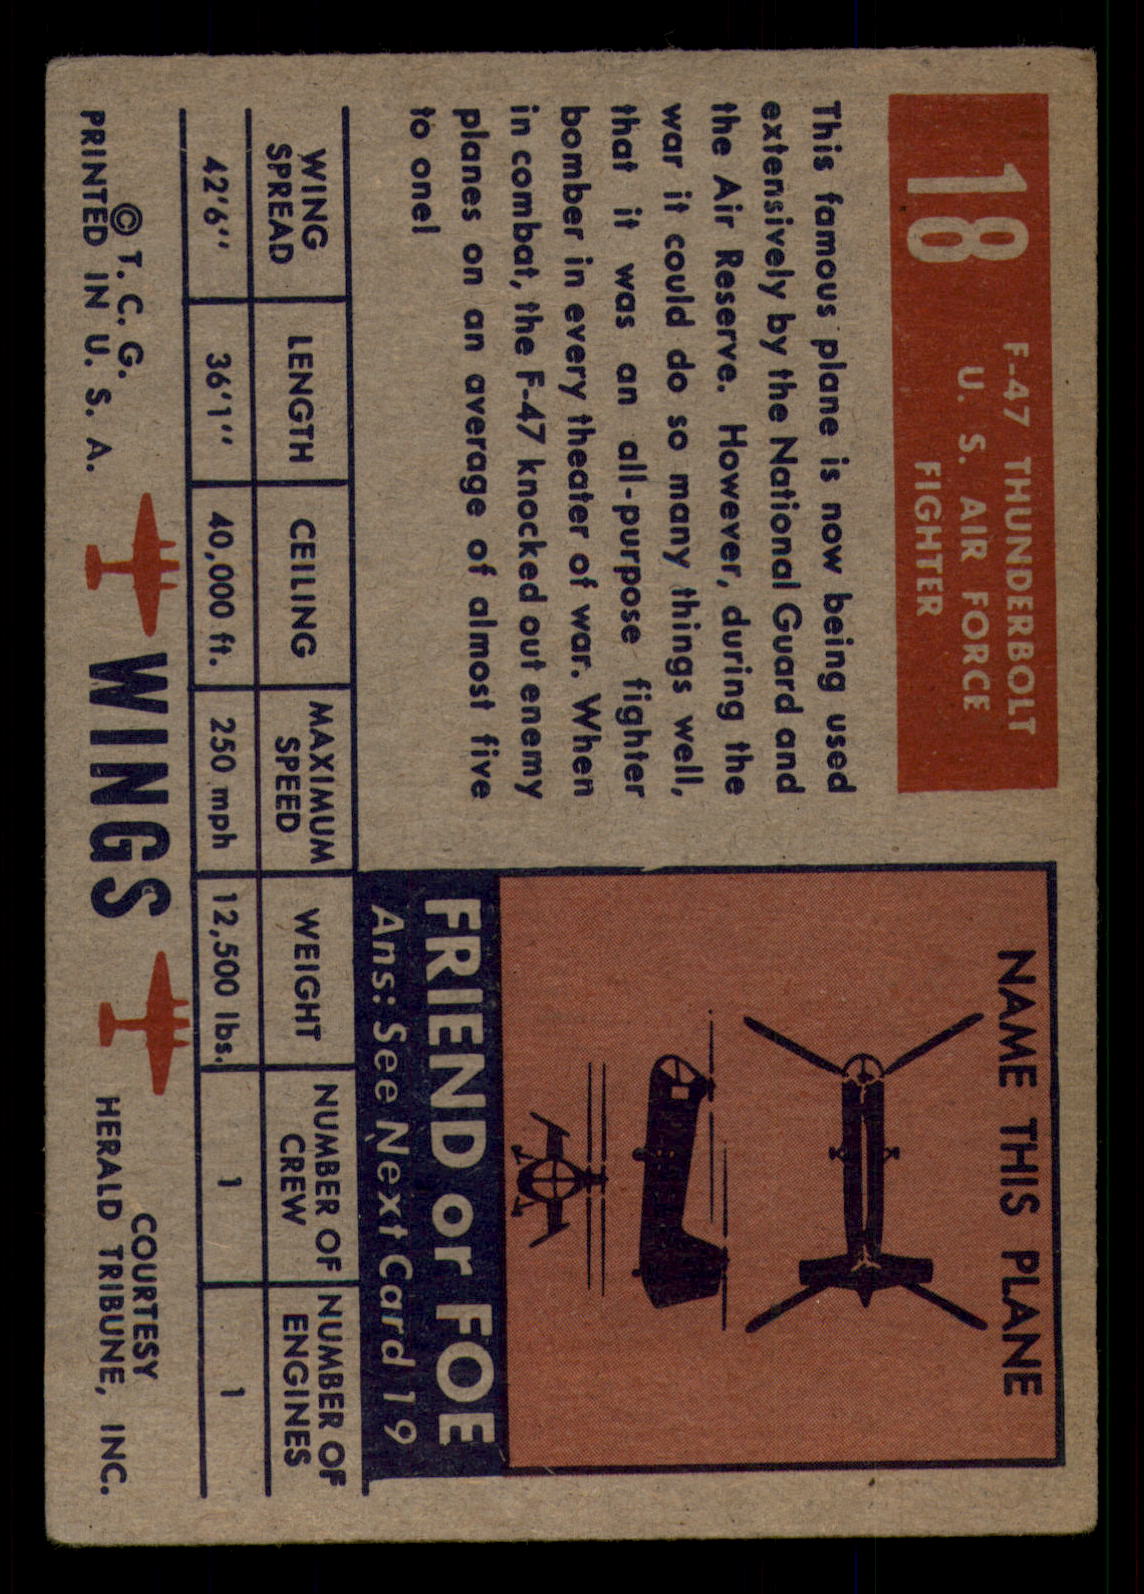 18
F-47 THUNDERBOLT
U. S. AIR FORCE
FIGHTER
This famous plane is now being used
extensively by the National Guard and
the Air Reserve. However, during the
war it could do so many things well,
that it was an all-purpose fighter
bomber in every theater of war. When
in combat, the F-47 knocked out enemy
planes on an average of almost five
to one!
NAME THIS PLANE
FRIEND or FOE
Ans: See Next Card 19
WING SPREAD LENGTH CEILING MAXIMUM SPEED WEIGHT NUMBER OF CREW NUMBER OF ENGINES
42'6" 36'1" 40,000 ft. 250 mph 12,500 lbs. 1 1
© T. C. G.
PRINTED IN U. S. A.
WINGS
COURTESY
HERALD TRIBUNE, INC.